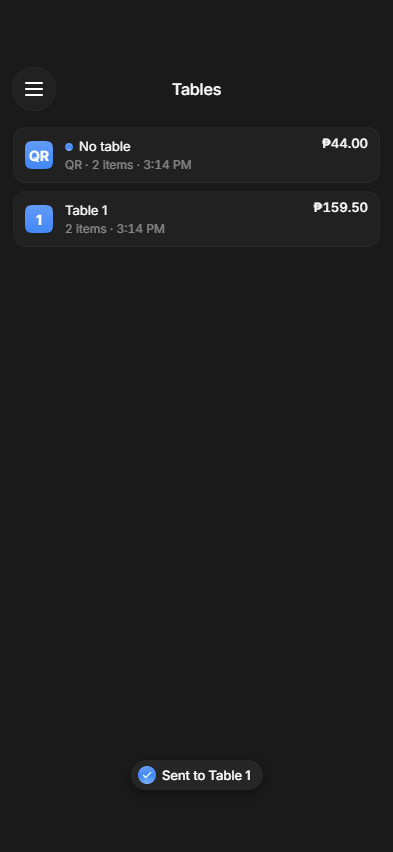 Tables
QR
No table
₱44.00
QR · 2 items · 3:14 PM
1
Table 1
₱159.50
2 items · 3:14 PM
Sent to Table 1